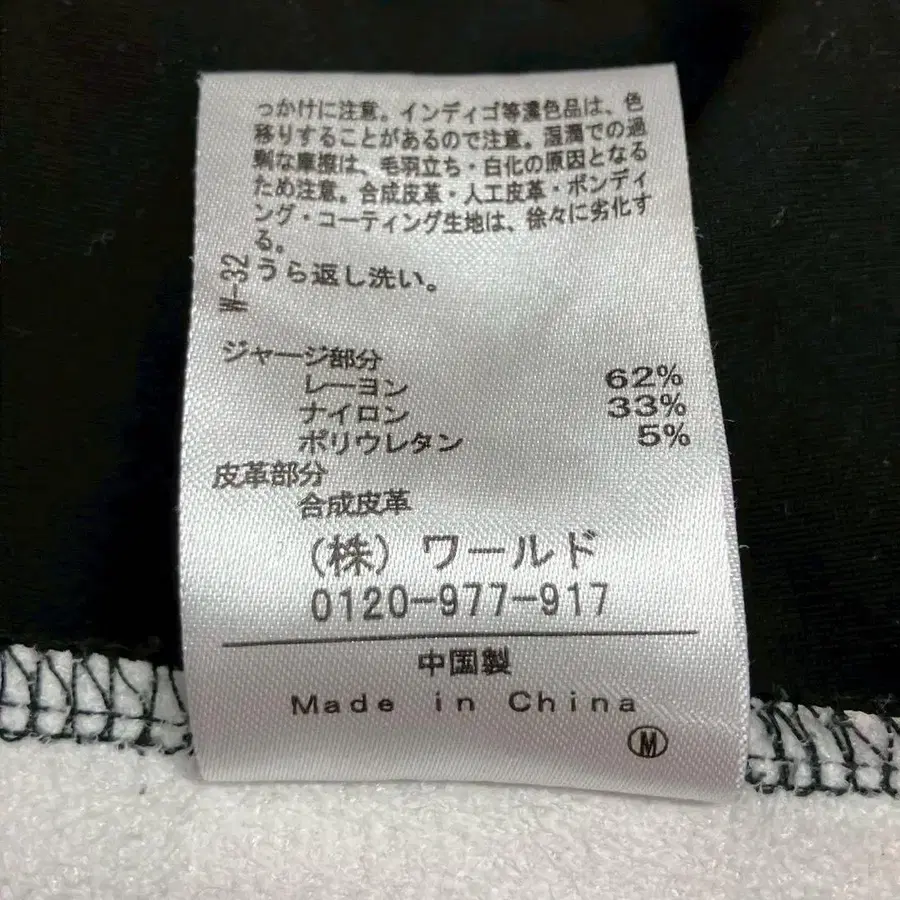 っかけに注意。インディゴ等濃色品は、色
移りすることがあるので注意。湿潤での過
剰な摩擦は、毛羽立ち・白化の原因となる
ため注意。合成皮革・人工皮革・ボンディ
ング・コーティング生地は、徐々に劣化す
る。
うら返し洗い。
W-32
ジャージ部分
レーヨン 62%
ナイロン 33%
ポリウレタン 5%
皮革部分
合成皮革
(株) ワールド
0120-977-917
中国製
Made in China
M